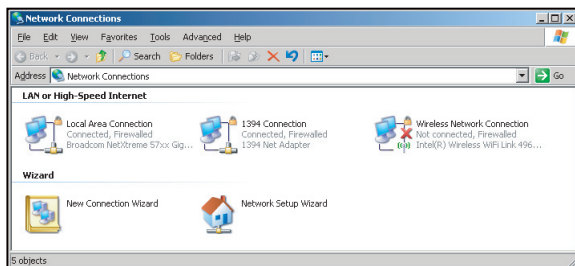 Network Connections
File Edit View Favorites Tools Advanced Help
Back Search Folders
Address Network Connections Go
LAN or High-Speed Internet
Local Area Connection
Connected, Firewalled
Broadcom NetXtreme 57xx Gig...
1394 Connection
Connected, Firewalled
1394 Net Adapter
Wireless Network Connection
Not connected, Firewalled
Intel(R) Wireless WiFi Link 496...
Wizard
New Connection Wizard
Network Setup Wizard
5 objects